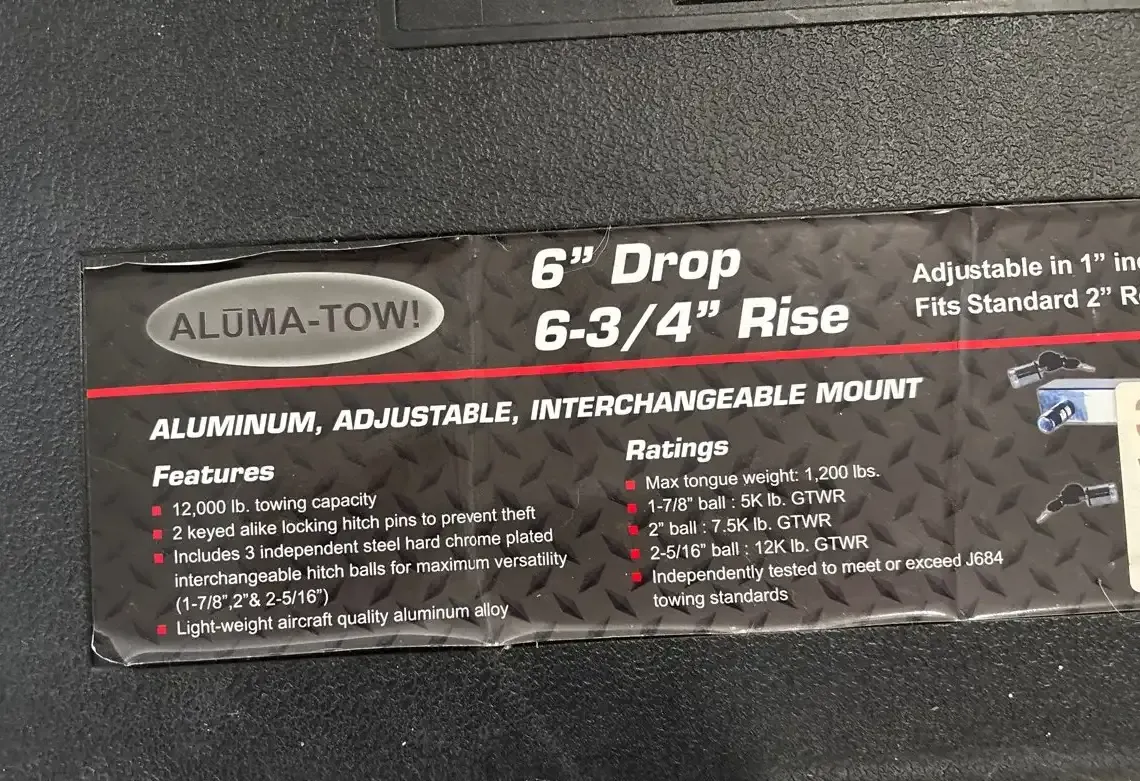 ALŪMA-TOW!
6” Drop
6-3/4” Rise
Adjustable in 1”
Fits Standard 2”
ALUMINUM, ADJUSTABLE, INTERCHANGEABLE MOUNT
Features
12,000 lb. towing capacity
2 keyed alike locking hitch pins to prevent theft
Includes 3 independent steel hard chrome plated
interchangeable hitch balls for maximum versatility
(1-7/8”,2”& 2-5/16”)
Light-weight aircraft quality aluminum alloy
Ratings
Max tongue weight: 1,200 lbs.
1-7/8” ball : 5K lb. GTWR
2” ball : 7.5K lb. GTWR
2-5/16” ball : 12K lb. GTWR
Independently tested to meet or exceed J684
towing standards